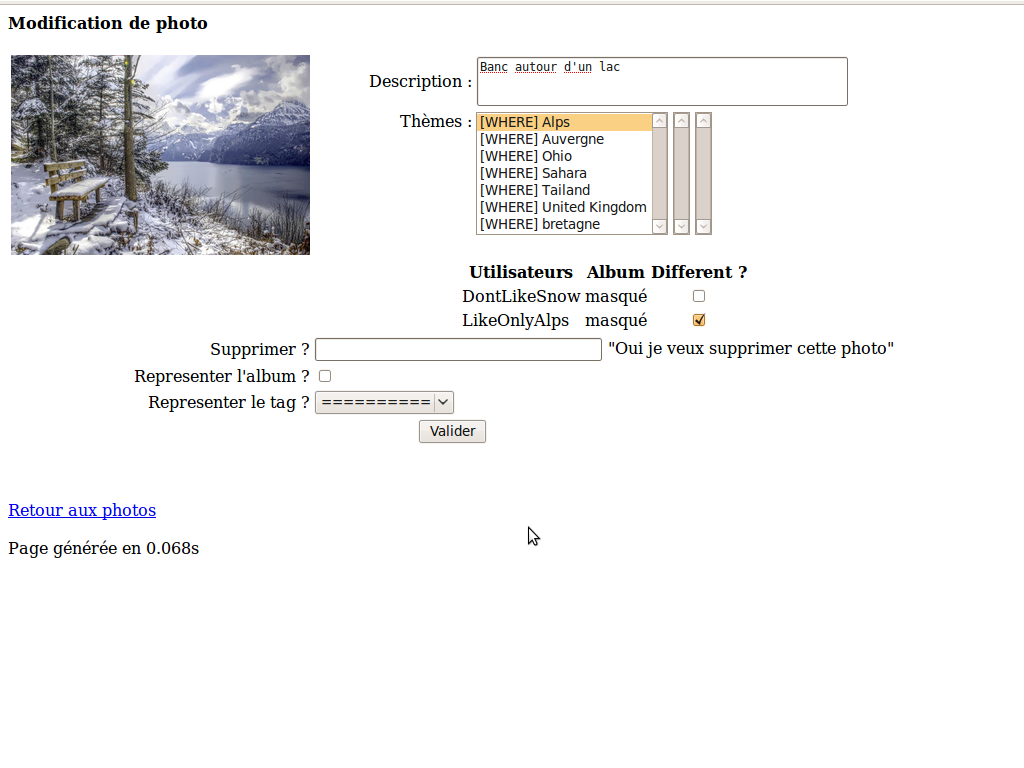 Modification de photo
Description :
Banc autour d'un lac
Thèmes :
[WHERE] Alps
[WHERE] Auvergne
[WHERE] Ohio
[WHERE] Sahara
[WHERE] Tailand
[WHERE] United Kingdom
[WHERE] bretagne
Utilisateurs Album Different ?
DontLikeSnow masqué
LikeOnlyAlps masqué
Supprimer ? "Oui je veux supprimer cette photo"
Representer l'album ?
Representer le tag ? ==========
Valider
Retour aux photos
Page générée en 0.068s